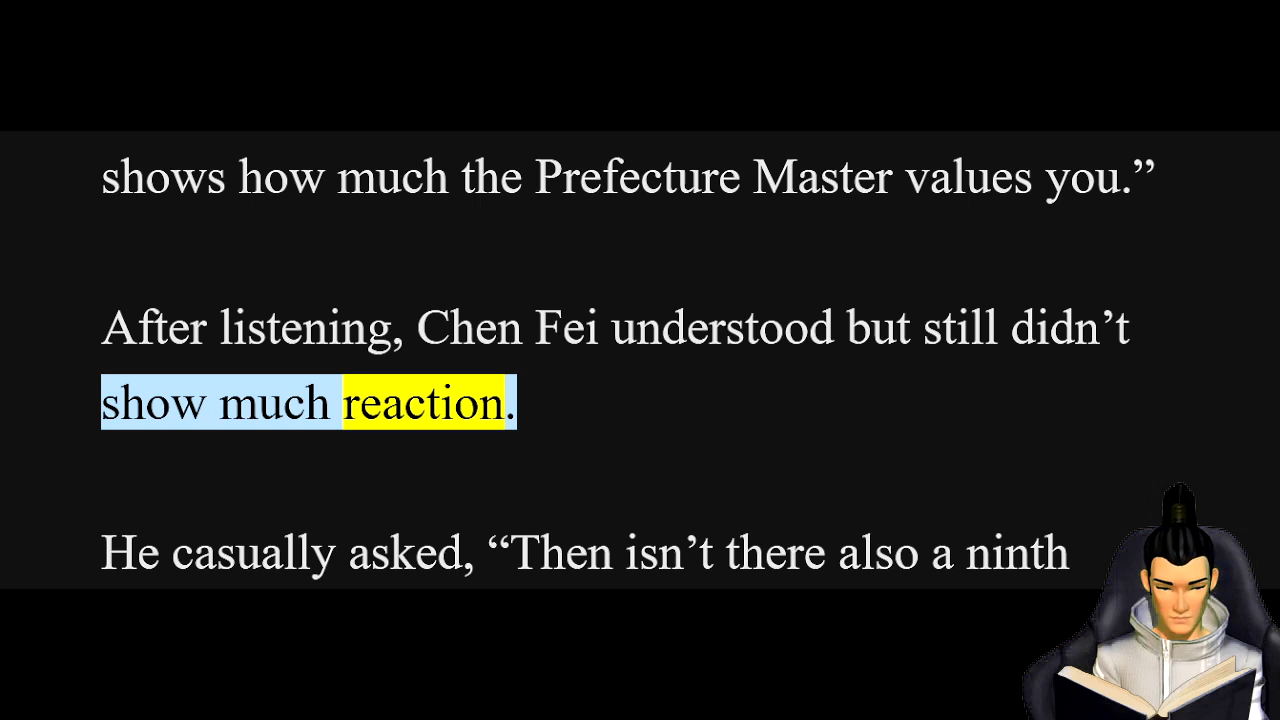 shows how much the Prefecture Master values you.”
After listening, Chen Fei understood but still didn’t
show much reaction.
He casually asked, “Then isn’t there also a ninth